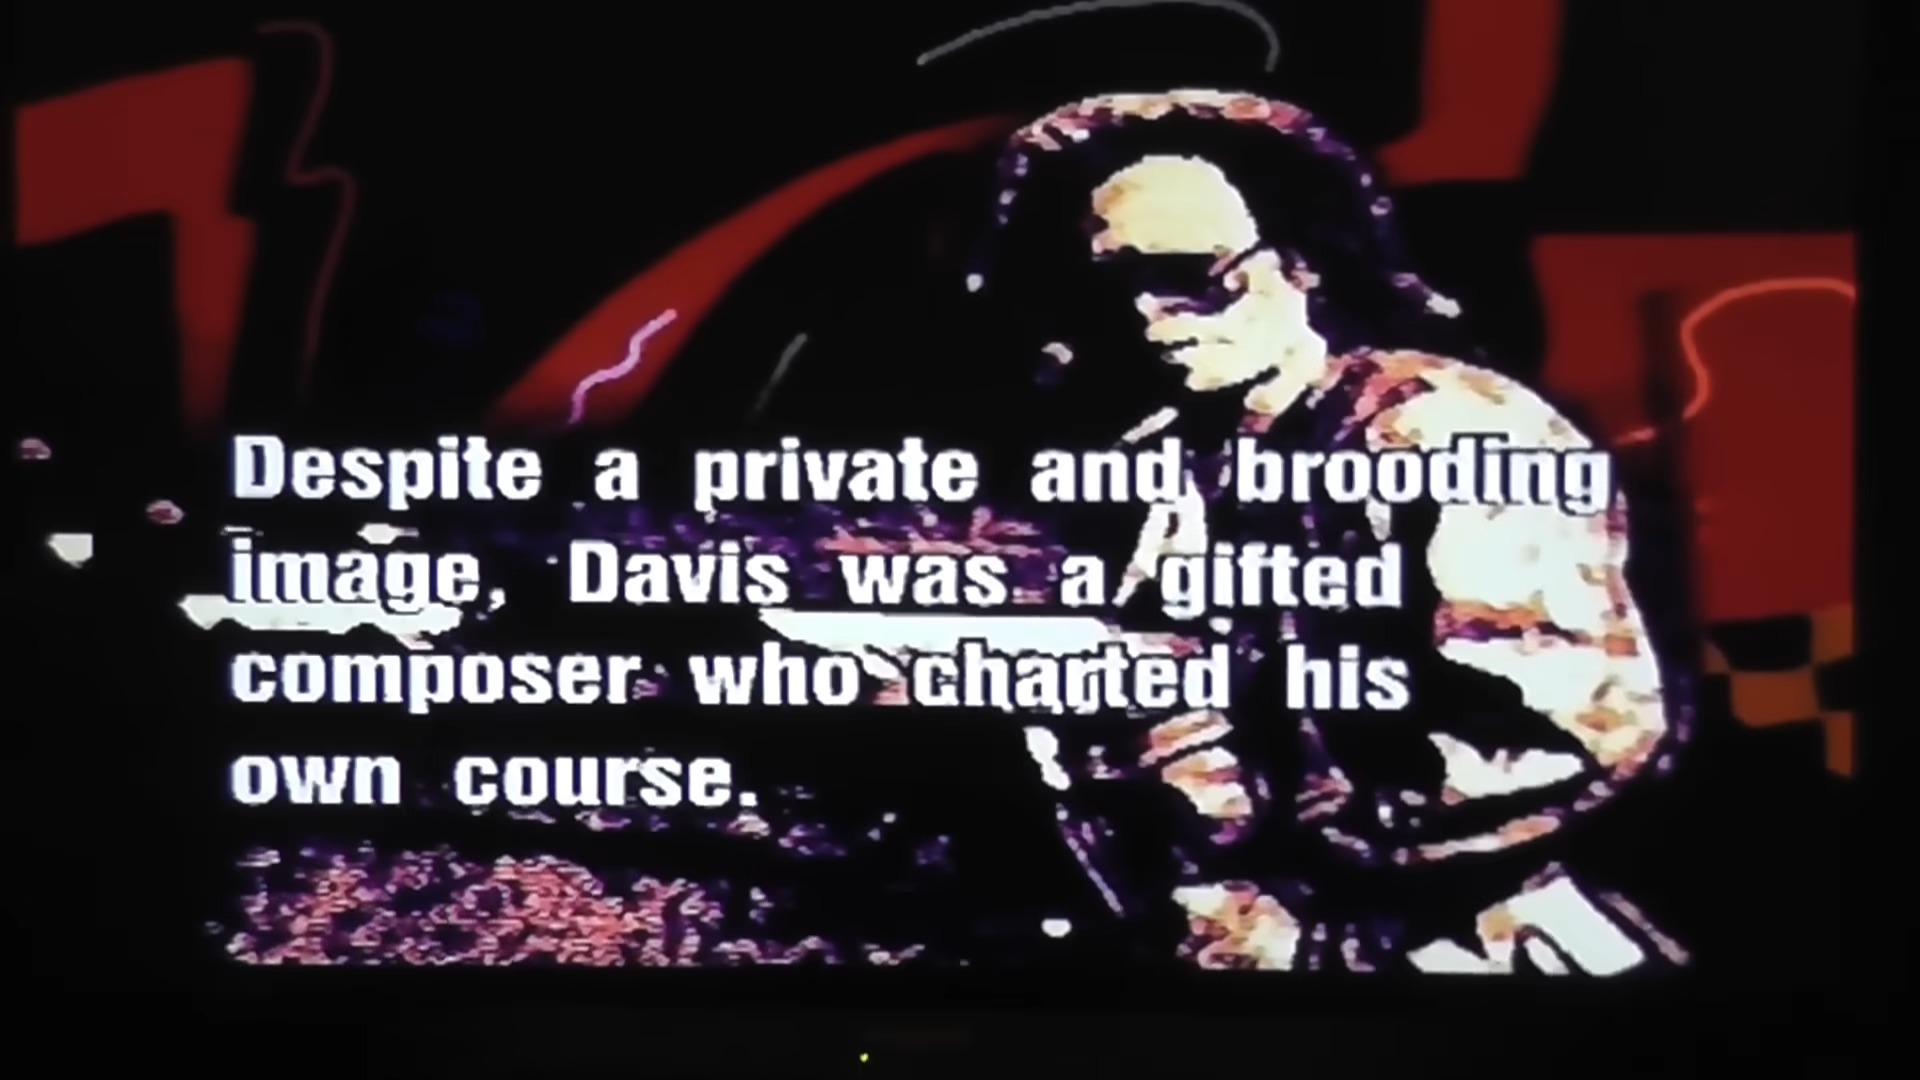 Despite a private and brooding
image, Davis was a gifted
composer who charted his
own course.